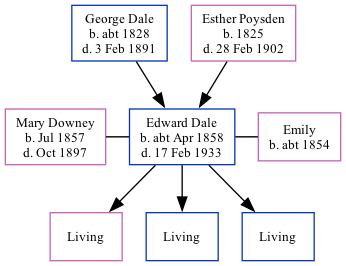 George Dale
b. abt 1828
d. 3 Feb 1891
Esther Poysden
b. 1825
d. 28 Feb 1902
Mary Downey
b. Jul 1857
d. Oct 1897
Edward Dale
b. abt Apr 1858
d. 17 Feb 1933
Emily
b. abt 1854
Living
Living
Living